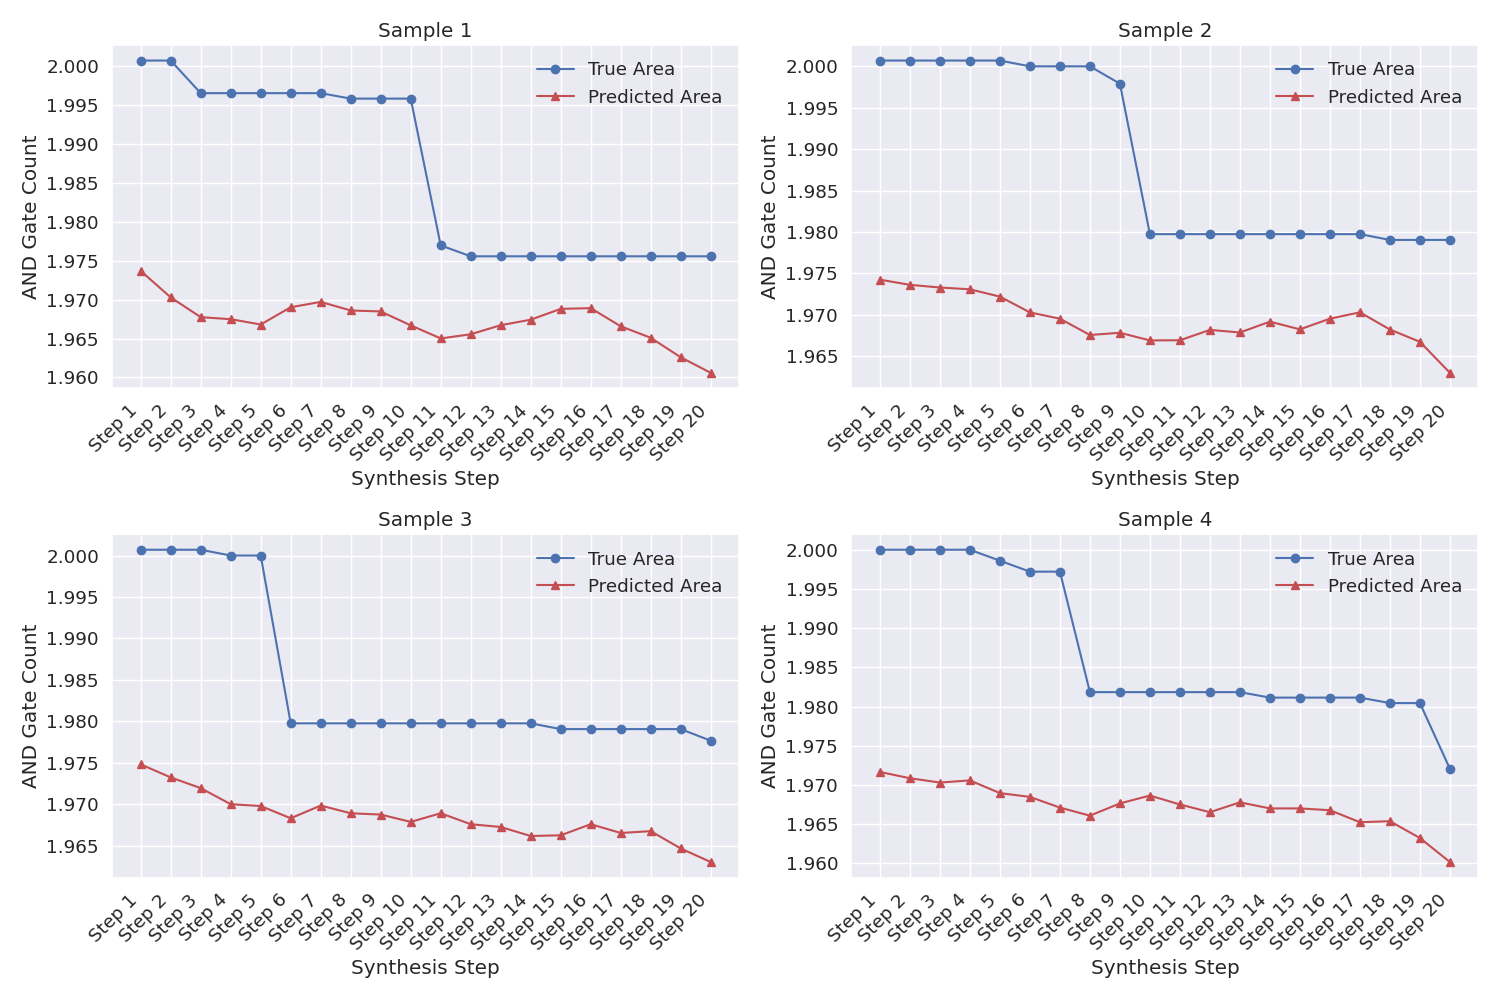 Sample 1
AND Gate Count
2.000
1.995
1.990
1.985
1.980
1.975
1.970
1.965
1.960
True Area
Predicted Area
Step 1
Step 2
Step 3
Step 4
Step 5
Step 6
Step 7
Step 8
Step 9
Step 10
Step 11
Step 12
Step 13
Step 14
Step 15
Step 16
Step 17
Step 18
Step 19
Step 20
Synthesis Step
Sample 2
AND Gate Count
2.000
1.995
1.990
1.985
1.980
1.975
1.970
1.965
True Area
Predicted Area
Step 1
Step 2
Step 3
Step 4
Step 5
Step 6
Step 7
Step 8
Step 9
Step 10
Step 11
Step 12
Step 13
Step 14
Step 15
Step 16
Step 17
Step 18
Step 19
Step 20
Synthesis Step
Sample 3
AND Gate Count
2.000
1.995
1.990
1.985
1.980
1.975
1.970
1.965
True Area
Predicted Area
Step 1
Step 2
Step 3
Step 4
Step 5
Step 6
Step 7
Step 8
Step 9
Step 10
Step 11
Step 12
Step 13
Step 14
Step 15
Step 16
Step 17
Step 18
Step 19
Step 20
Synthesis Step
Sample 4
AND Gate Count
2.000
1.995
1.990
1.985
1.980
1.975
1.970
1.965
1.960
True Area
Predicted Area
Step 1
Step 2
Step 3
Step 4
Step 5
Step 6
Step 7
Step 8
Step 9
Step 10
Step 11
Step 12
Step 13
Step 14
Step 15
Step 16
Step 17
Step 18
Step 19
Step 20
Synthesis Step